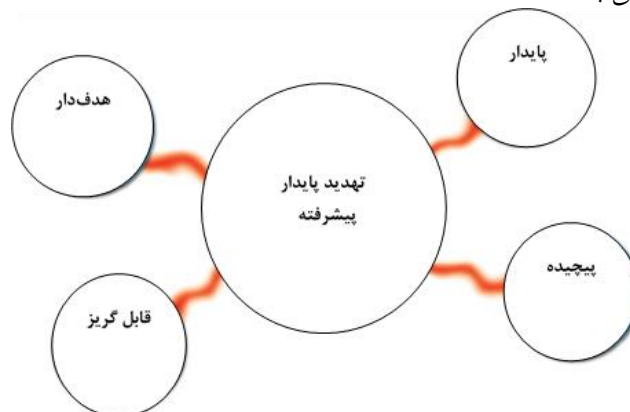 پایدار
هدف‌دار
تهدید پایدار
پیشرفته
پیچیده
قابل گریز